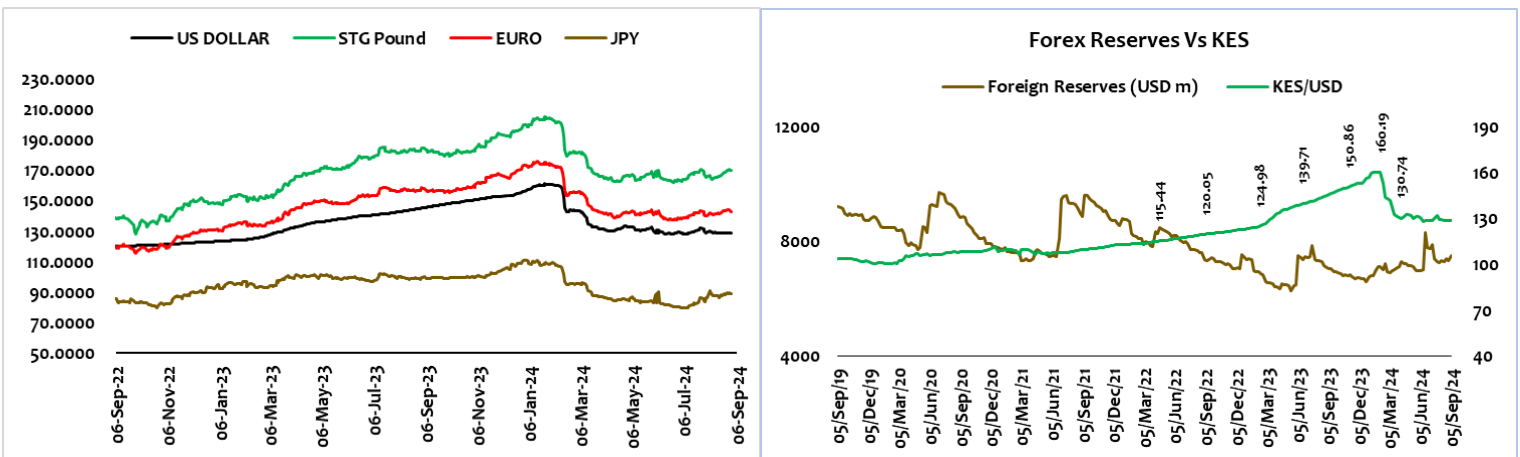 US DOLLAR STG Pound EURO JPY
230.0000
210.0000
190.0000
170.0000
150.0000
130.0000
110.0000
90.0000
70.0000
50.0000
06-Sep-22
06-Nov-22
06-Jan-23
06-Mar-23
06-May-23
06-Jul-23
06-Sep-23
06-Nov-23
06-Jan-24
06-Mar-24
06-May-24
06-Jul-24
06-Sep-24
Forex Reserves Vs KES
Foreign Reserves (USD m) KES/USD
12000
8000
4000
115.44
120.05
124.98
139.71
150.86
160.19
130.74
190
160
130
100
70
40
05/Sep/19
05/Dec/19
05/Mar/20
05/Jun/20
05/Sep/20
05/Dec/20
05/Mar/21
05/Jun/21
05/Sep/21
05/Dec/21
05/Mar/22
05/Jun/22
05/Sep/22
05/Dec/22
05/Mar/23
05/Jun/23
05/Sep/23
05/Dec/23
05/Mar/24
05/Jun/24
05/Sep/24